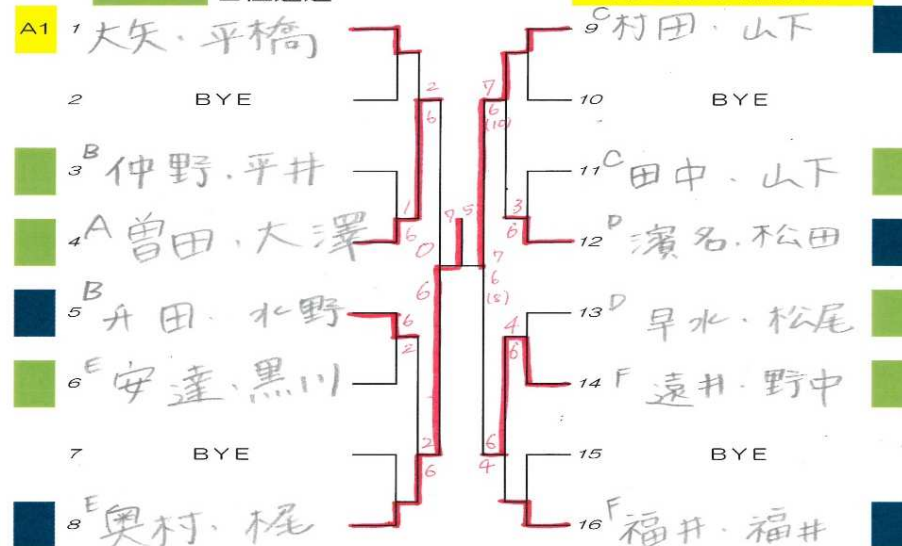 A1 1 大矢・平橋
2 BYE
3 B 仲野・平井
4 A 曽田・大澤
5 B 升田・水野
6 E 安達・黒川
7 BYE
8 E 奥村・梶
9 C 村田・山下
10 BYE
11 C 田中・山下
12 D 濱名・松田
13 D 早水・松尾
14 F 遠井・野中
15 BYE
16 F 福井・福井
2
6
1
6
0
6
6
2
2
6
7 5
7
6
(10)
3
6
7
6
(5)
4
6
6
4